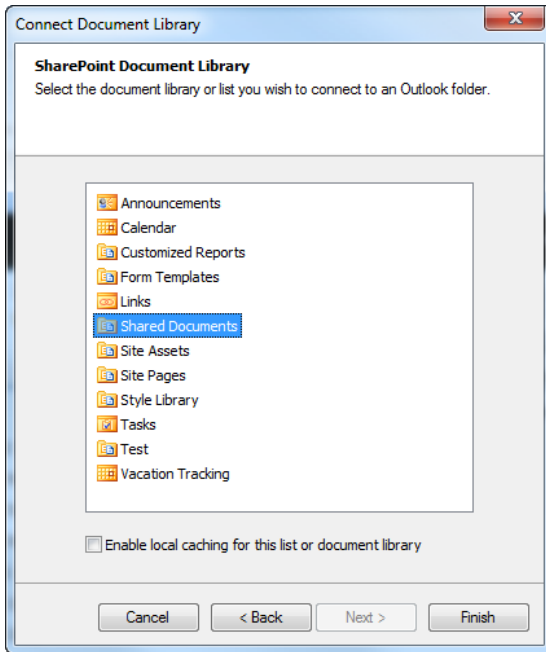 Connect Document Library
SharePoint Document Library
Select the document library or list you wish to connect to an Outlook folder.
Announcements
Calendar
Customized Reports
Form Templates
Links
Shared Documents
Site Assets
Site Pages
Style Library
Tasks
Test
Vacation Tracking
Enable local caching for this list or document library
Cancel < Back Next > Finish